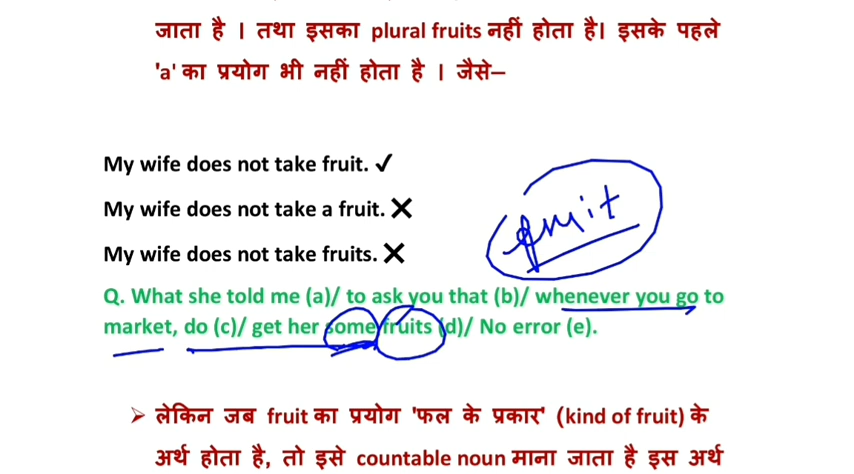 जाता है । तथा इसका plural fruits नहीं होता है। इसके पहले
'a' का प्रयोग भी नहीं होता है । जैसे–
My wife does not take fruit. ✓
My wife does not take a fruit. ✕
My wife does not take fruits. ✕
fruit
Q. What she told me (a)/ to ask you that (b)/ whenever you go to
market, do (c)/ get her some fruits (d)/ No error (e).
➢ लेकिन जब fruit का प्रयोग 'फल के प्रकार' (kind of fruit) के
अर्थ होता है, तो इसे countable noun माना जाता है इस अर्थ